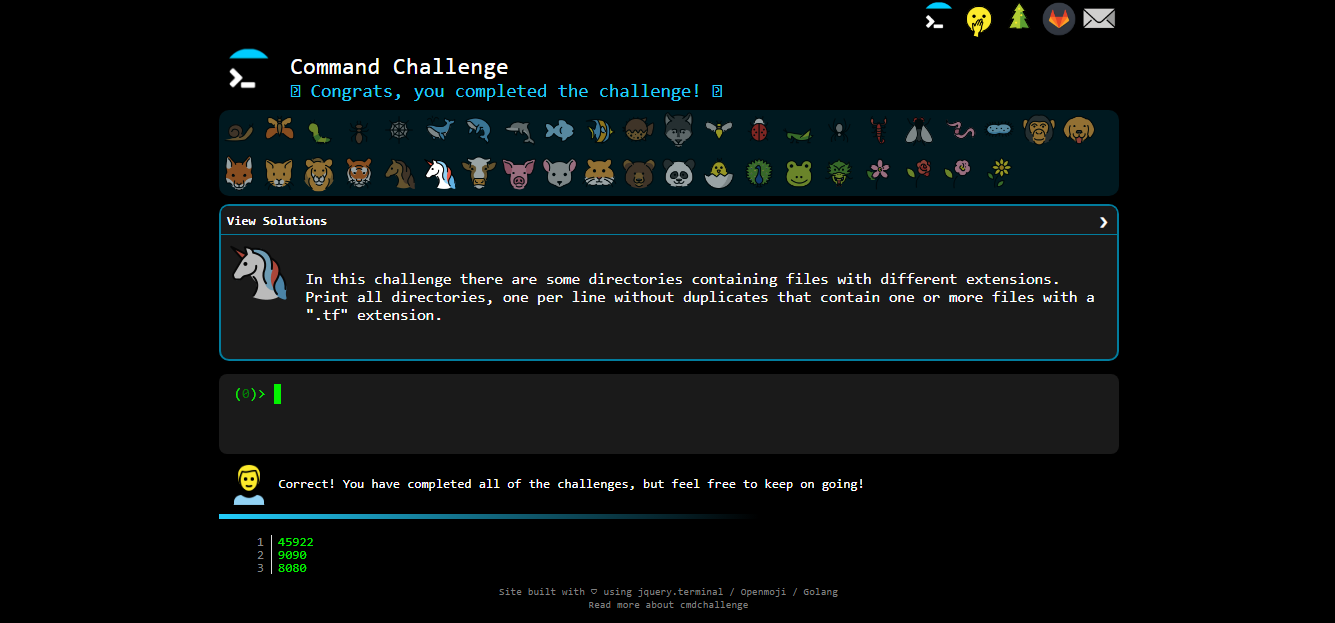 Command Challenge
Congrats, you completed the challenge!
View Solutions
In this challenge there are some directories containing files with different extensions.
Print all directories, one per line without duplicates that contain one or more files with a
".tf" extension.
(0)>
Correct! You have completed all of the challenges, but feel free to keep on going!
1 45922
2 9090
3 8080
Site built with ♡ using jquery.terminal / Openmoji / Golang
Read more about cmdchallenge